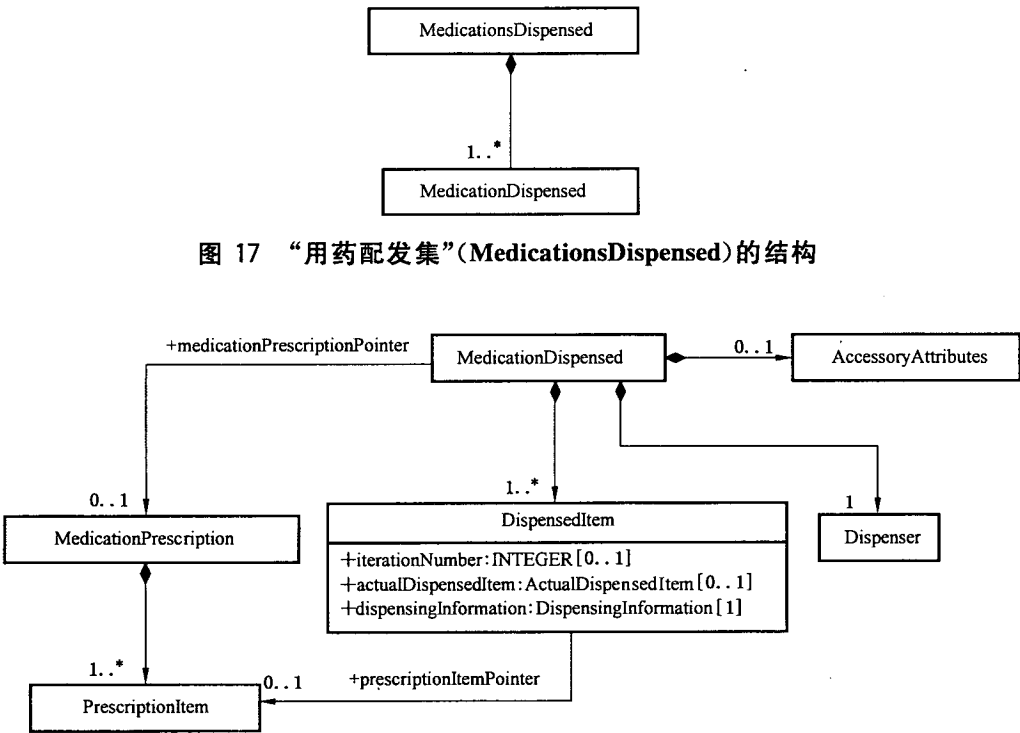 MedicationsDispensed
1..*
MedicationDispensed
图 17 “用药配发集”(MedicationsDispensed)的结构
+medicationPrescriptionPointer
MedicationDispensed
0..1
AccessoryAttributes
0..1
1..*
1
MedicationPrescription
DispensedItem
Dispenser
+iterationNumber:INTEGER[0..1]
+actualDispensedItem:ActualDispensedItem[0..1]
+dispensingInformation:DispensingInformation[1]
1..*
0..1
+prescriptionItemPointer
PrescriptionItem